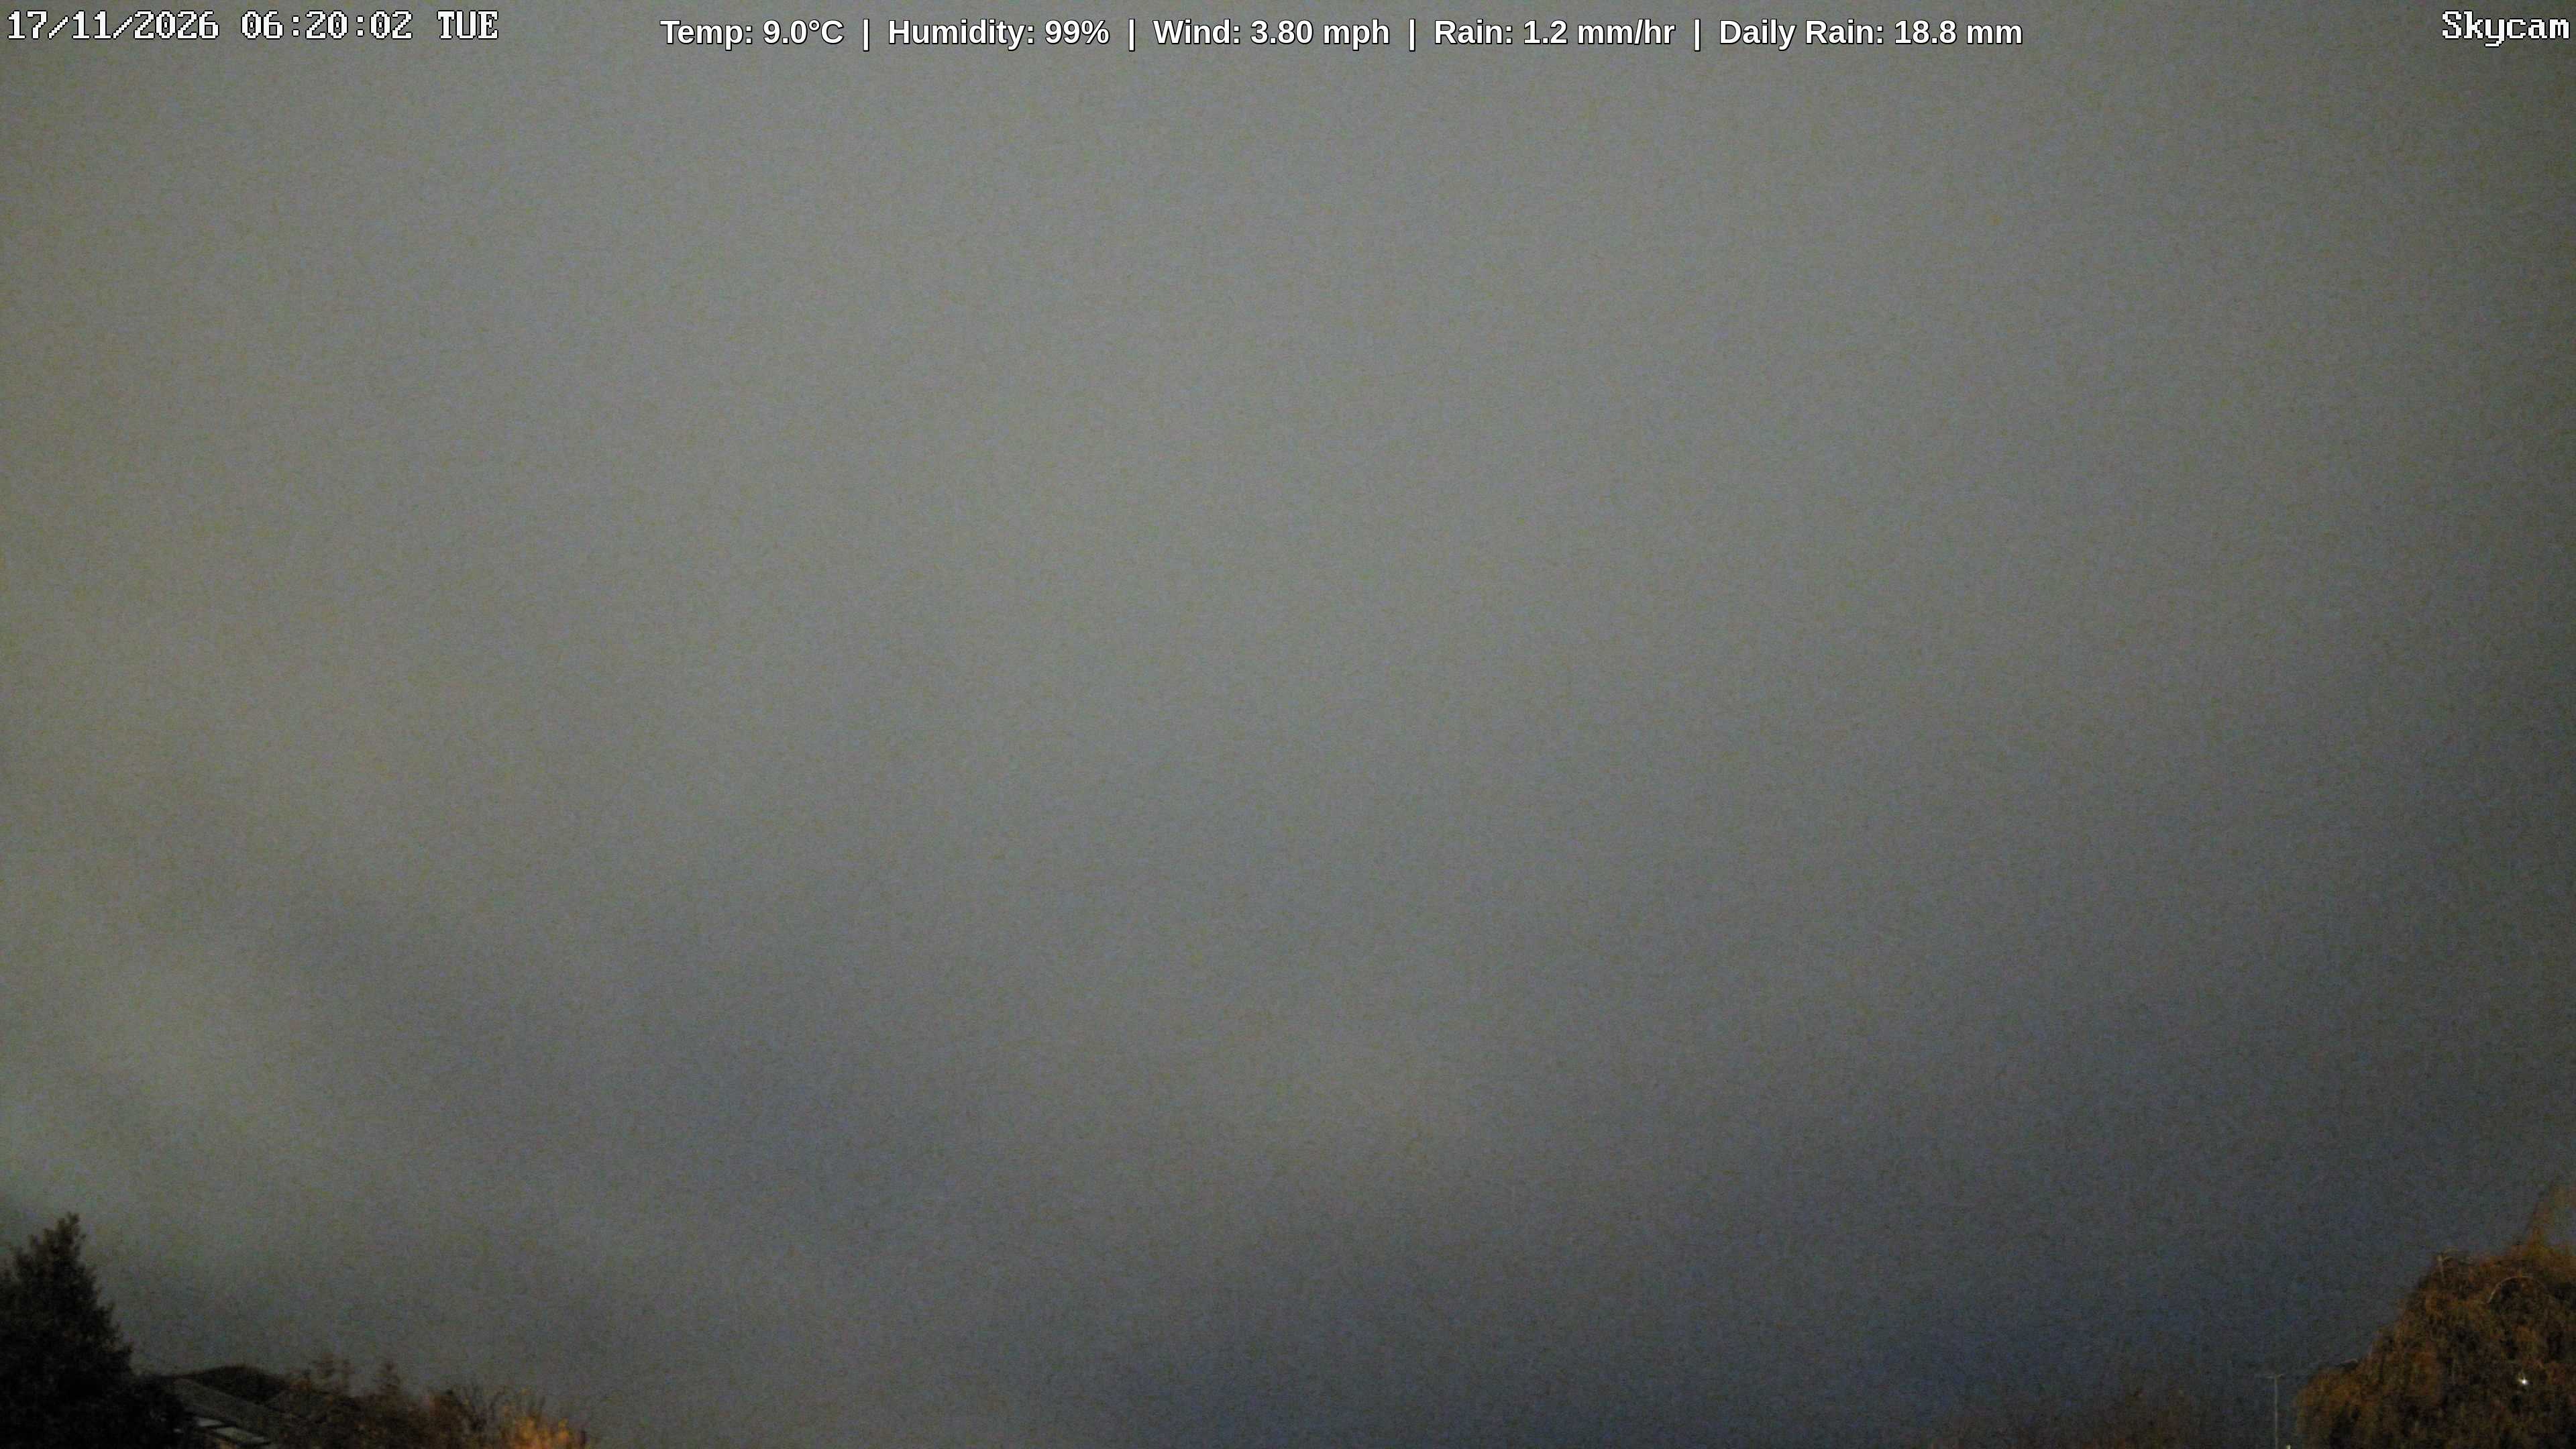 17/11/2026 06:20:02 TUE
Temp: 9.0°C | Humidity: 99% | Wind: 3.80 mph | Rain: 1.2 mm/hr | Daily Rain: 18.8 mm
Skycam